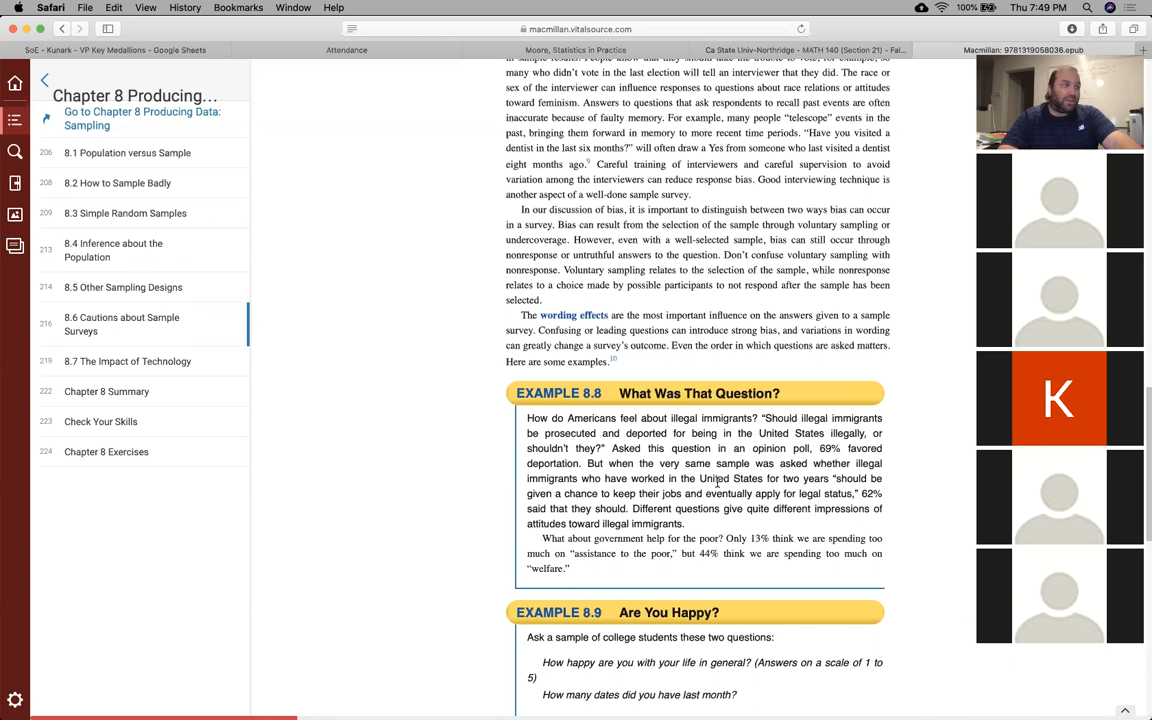 Safari File Edit View History Bookmarks Window Help 100% Thu 7:49 PM
macmillan.vitalsource.com
SoE - Kunark - VP Key Medallions - Google Sheets Attendance Moore, Statistics in Practice Ca State Univ-Northridge - MATH 140 (Section 21) - Fal... Macmillan: 9781319058036.epub
Chapter 8 Producing...
Go to Chapter 8 Producing Data:
Sampling
206 8.1 Population versus Sample
208 8.2 How to Sample Badly
209 8.3 Simple Random Samples
213 8.4 Inference about the
Population
214 8.5 Other Sampling Designs
216 8.6 Cautions about Sample
Surveys
219 8.7 The Impact of Technology
222 Chapter 8 Summary
223 Check Your Skills
224 Chapter 8 Exercises
in sample results. People know that they should take the trouble to vote, for example, so
many who didn't vote in the last election will tell an interviewer that they did. The race or
sex of the interviewer can influence responses to questions about race relations or attitudes
toward feminism. Answers to questions that ask respondents to recall past events are often
inaccurate because of faulty memory. For example, many people "telescope" events in the
past, bringing them forward in memory to more recent time periods. "Have you visited a
dentist in the last six months?" will often draw a Yes from someone who last visited a dentist
eight months ago.9 Careful training of interviewers and careful supervision to avoid
variation among the interviewers can reduce response bias. Good interviewing technique is
another aspect of a well-done sample survey.
In our discussion of bias, it is important to distinguish between two ways bias can occur
in a survey. Bias can result from the selection of the sample through voluntary sampling or
undercoverage. However, even with a well-selected sample, bias can still occur through
nonresponse or untruthful answers to the question. Don't confuse voluntary sampling with
nonresponse. Voluntary sampling relates to the selection of the sample, while nonresponse
relates to a choice made by possible participants to not respond after the sample has been
selected.
The wording effects are the most important influence on the answers given to a sample
survey. Confusing or leading questions can introduce strong bias, and variations in wording
can greatly change a survey's outcome. Even the order in which questions are asked matters.
Here are some examples.10
EXAMPLE 8.8 What Was That Question?
How do Americans feel about illegal immigrants? "Should illegal immigrants
be prosecuted and deported for being in the United States illegally, or
shouldn't they?" Asked this question in an opinion poll, 69% favored
deportation. But when the very same sample was asked whether illegal
immigrants who have worked in the United States for two years "should be
given a chance to keep their jobs and eventually apply for legal status," 62%
said that they should. Different questions give quite different impressions of
attitudes toward illegal immigrants.
What about government help for the poor? Only 13% think we are spending too
much on "assistance to the poor," but 44% think we are spending too much on
"welfare."
EXAMPLE 8.9 Are You Happy?
Ask a sample of college students these two questions:
How happy are you with your life in general? (Answers on a scale of 1 to
5)
How many dates did you have last month?
K